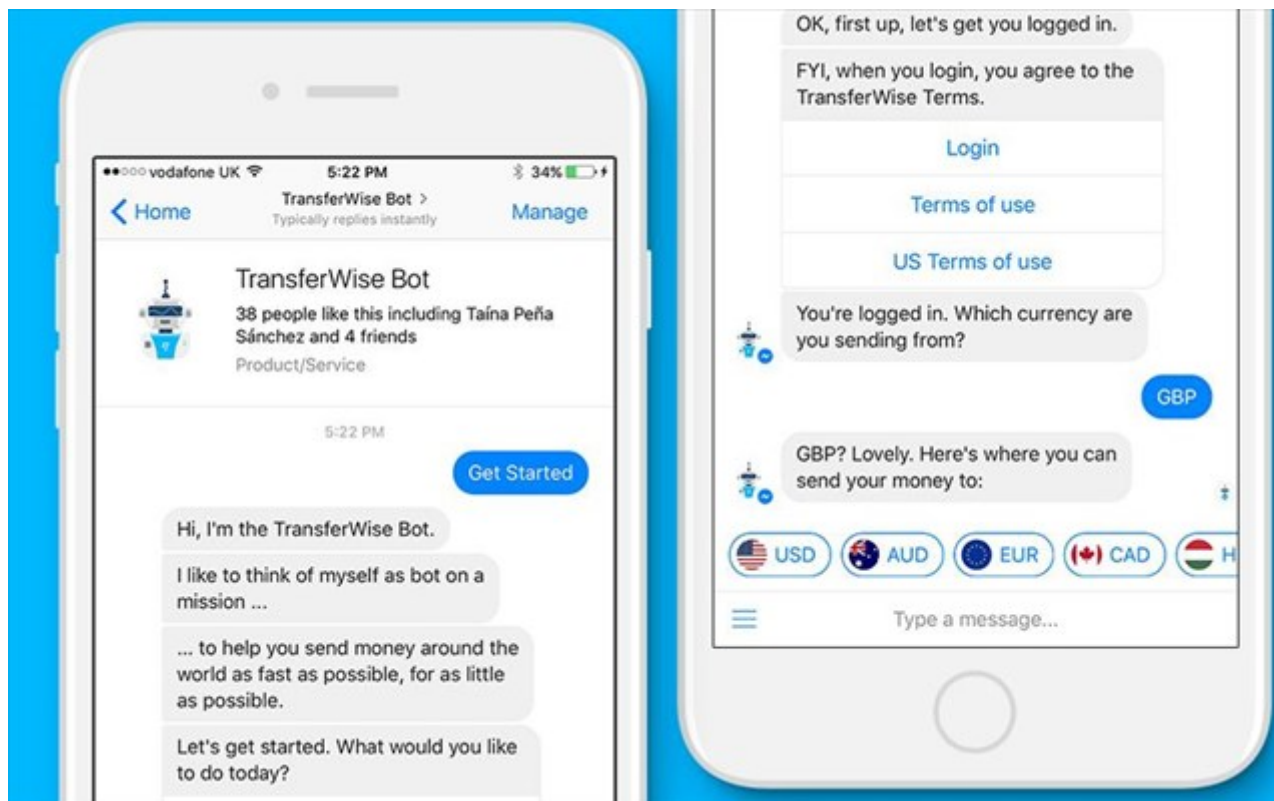 vodafone UK
5:22 PM
34%
Home
TransferWise Bot >
Typically replies instantly
Manage
TransferWise Bot
38 people like this including Taína Peña
Sánchez and 4 friends
Product/Service
5:22 PM
Get Started
Hi, I'm the TransferWise Bot.
I like to think of myself as bot on a
mission ...
... to help you send money around the
world as fast as possible, for as little
as possible.
Let's get started. What would you like
to do today?
OK, first up, let's get you logged in.
FYI, when you login, you agree to the
TransferWise Terms.
Login
Terms of use
US Terms of use
You're logged in. Which currency are
you sending from?
GBP
GBP? Lovely. Here's where you can
send your money to:
USD
AUD
EUR
CAD
H
Type a message...